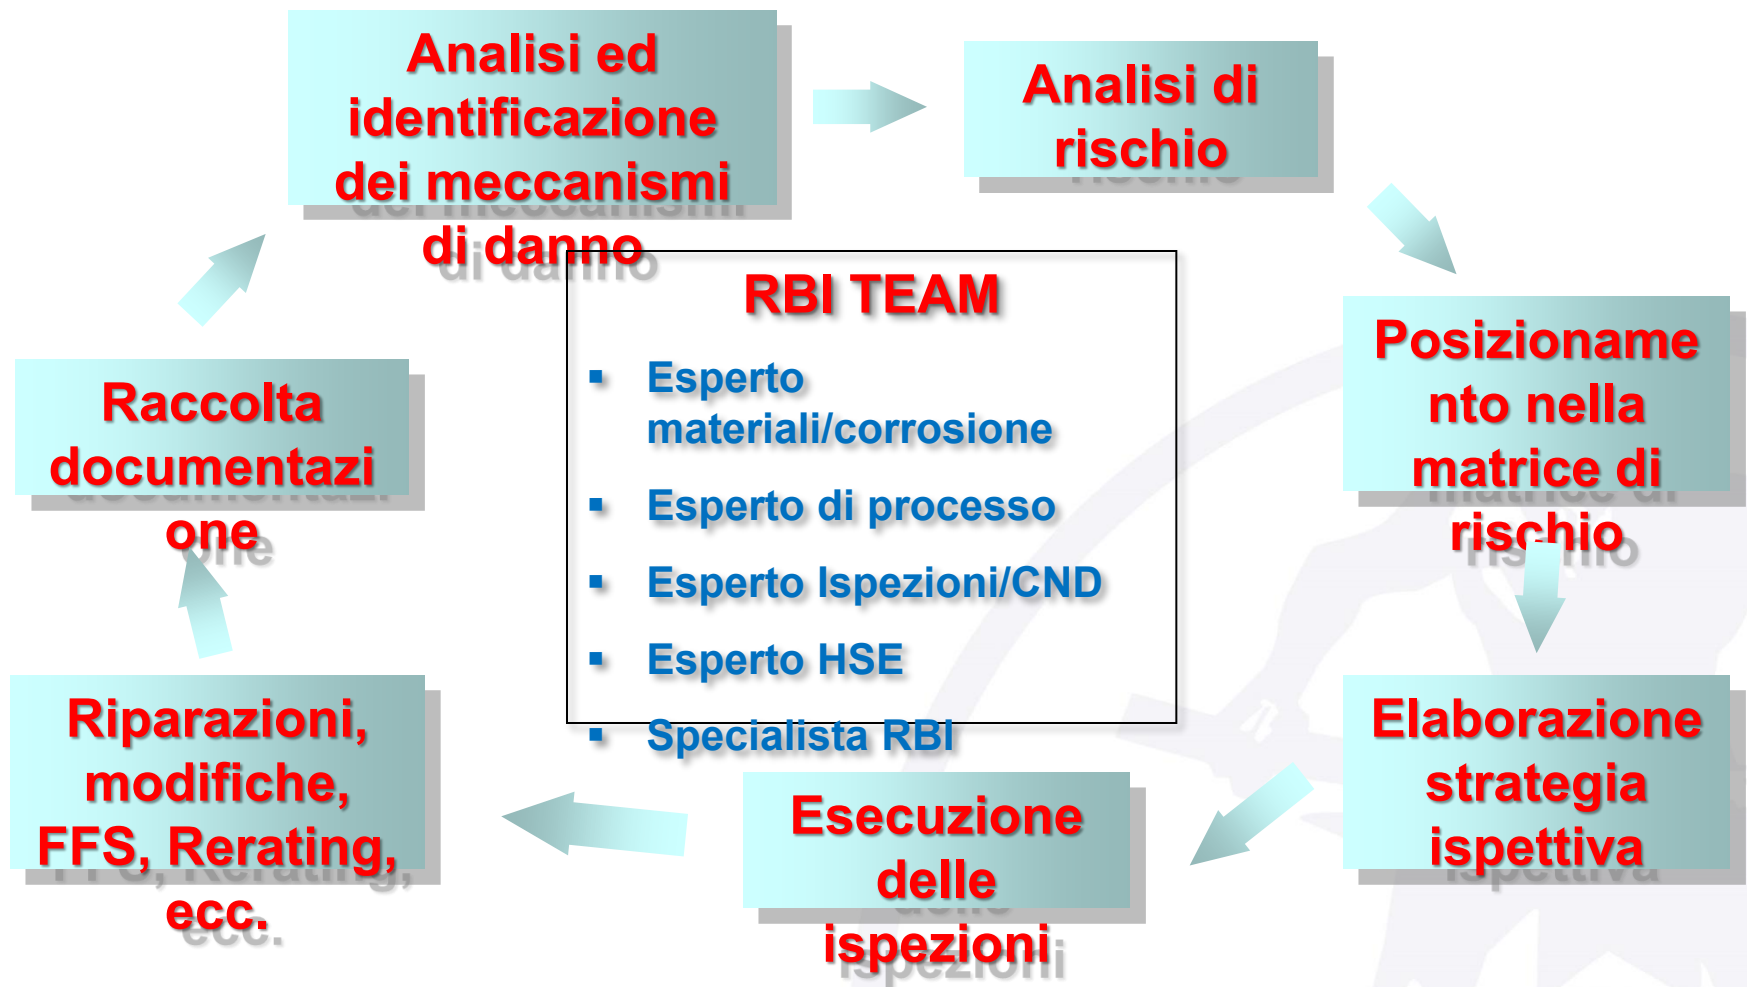 Analisi ed
identificazione
dei meccanismi
di danno
Analisi di
rischio
Posizioname
nto nella
matrice di
rischio
Elaborazione
strategia
ispettiva
Esecuzione
delle
ispezioni
Riparazioni,
modifiche,
FFS, Rerating,
ecc.
Raccolta
documentazi
one
RBI TEAM
▪ Esperto
materiali/corrosione
▪ Esperto di processo
▪ Esperto Ispezioni/CND
▪ Esperto HSE
▪ Specialista RBI